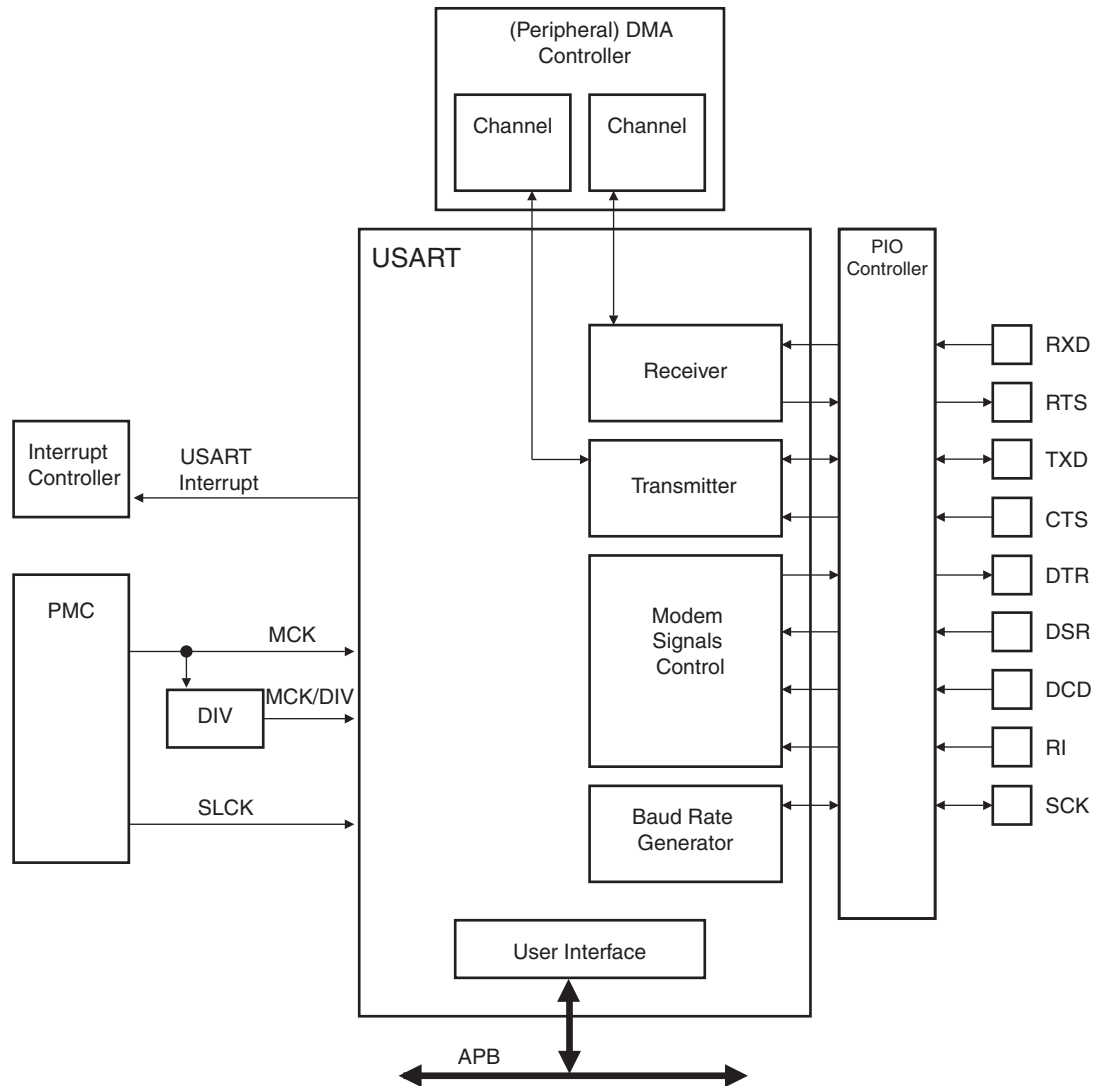 (Peripheral) DMA
Controller
Channel
Channel
USART
PIO
Controller
Receiver
RXD
RTS
Interrupt
Controller
USART
Interrupt
Transmitter
TXD
CTS
PMC
MCK
DIV
MCK/DIV
SLCK
Modem
Signals
Control
DTR
DSR
DCD
RI
Baud Rate
Generator
SCK
User Interface
APB